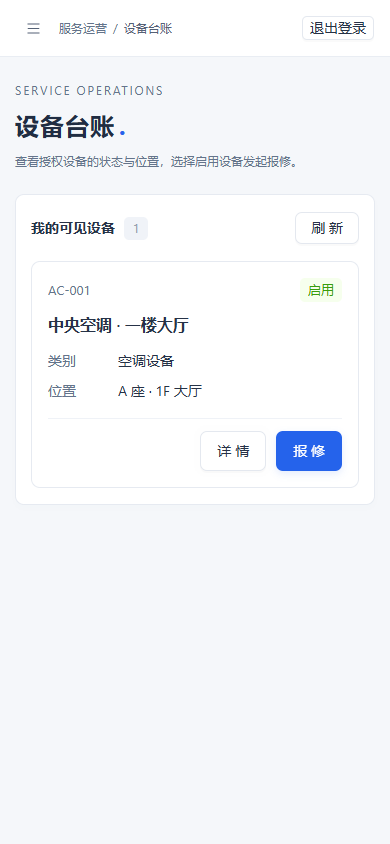 服务运营 / 设备台账
退出登录
SERVICE OPERATIONS
设备台账.
查看授权设备的状态与位置，选择启用设备发起报修。
我的可见设备 1
刷 新
AC-001
启用
中央空调 · 一楼大厅
类别 空调设备
位置 A 座 · 1F 大厅
详 情
报 修